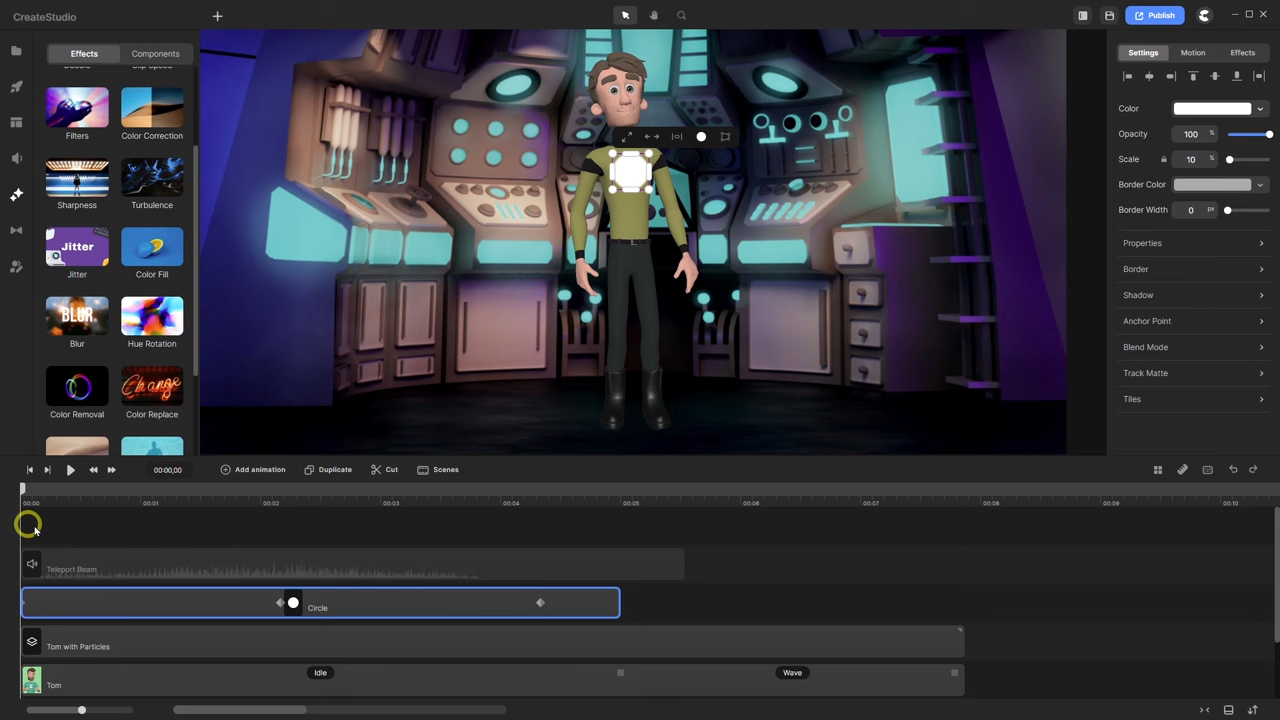 CreateStudio
Publish
Effects
Components
Settings
Motion
Effects
Filters
Color Correction
Sharpness
Turbulence
Jitter
Jitter
Color Fill
BLUR
Blur
Hue Rotation
Change
Color Removal
Color Replace
Color
Opacity
100 %
Scale
10 %
Border Color
Border Width
0 px
Properties
Border
Shadow
Anchor Point
Blend Mode
Track Matte
Tiles
00:00,00
Add animation
Duplicate
Cut
Scenes
00:00
00:01
00:02
00:03
00:04
00:05
00:06
00:07
00:08
00:09
00:10
Teleport Beam
Circle
Tom with Particles
Idle
Wave
Tom